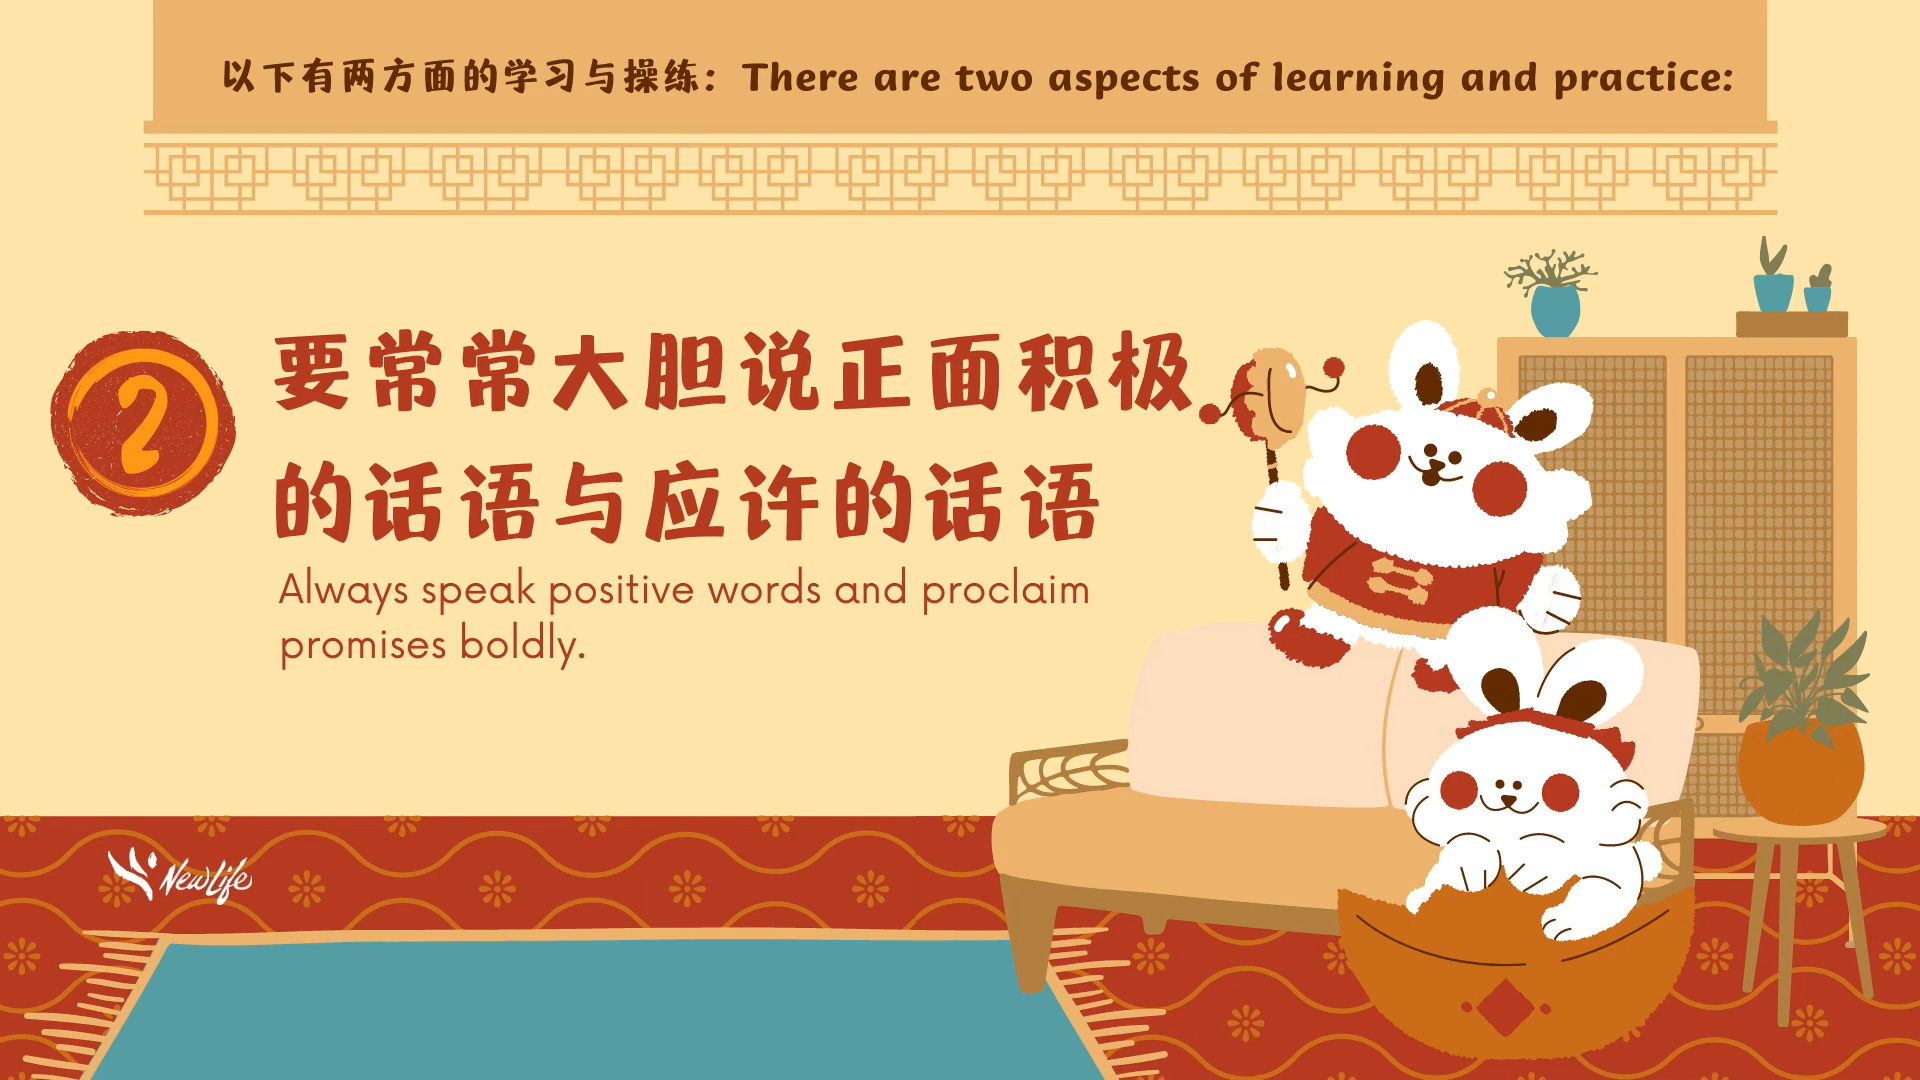 以下有两方面的学习与操练：There are two aspects of learning and practice:
2
要常常大胆说正面积极
的话语与应许的话语
Always speak positive words and proclaim
promises boldly.
NewLife